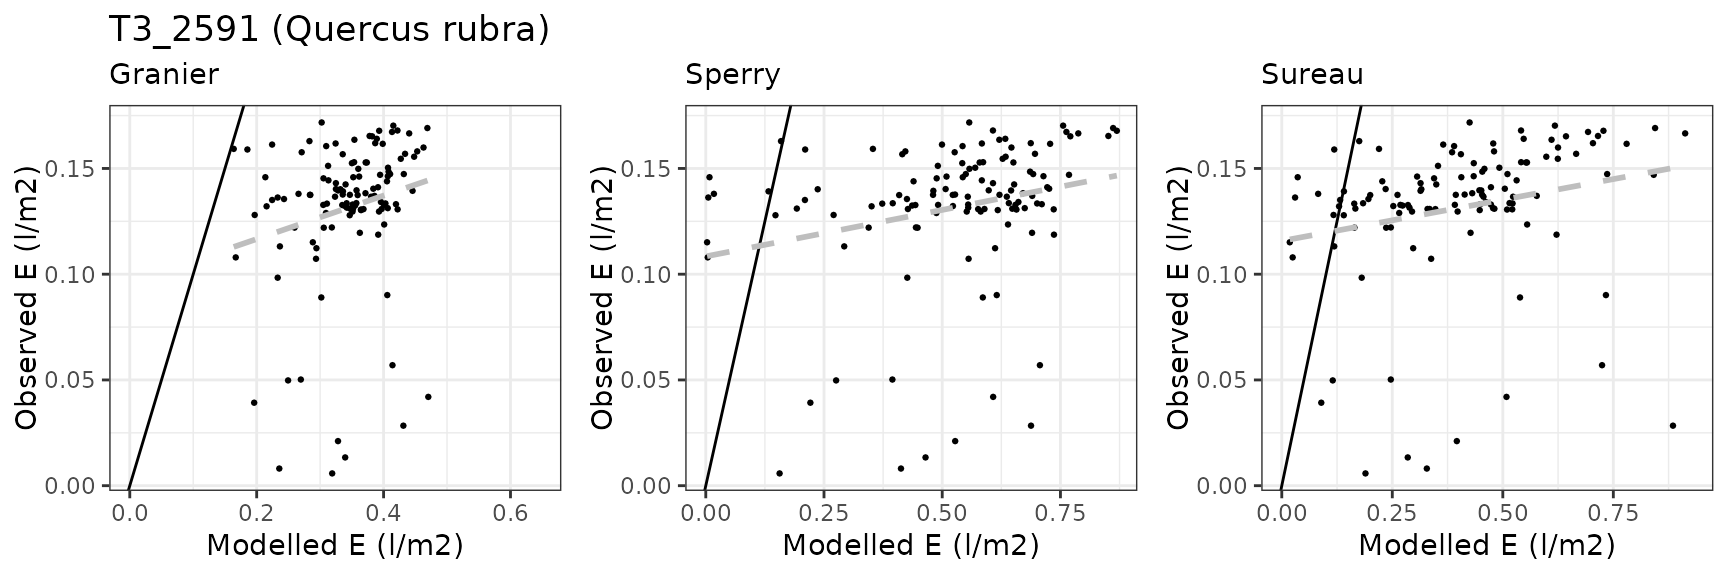 T3_2591 (Quercus rubra)
Granier
Observed E (l/m2)
0.15
0.10
0.05
0.00
0.0 0.2 0.4 0.6
Modelled E (l/m2)
Sperry
Observed E (l/m2)
0.15
0.10
0.05
0.00
0.00 0.25 0.50 0.75
Modelled E (l/m2)
Sureau
Observed E (l/m2)
0.15
0.10
0.05
0.00
0.00 0.25 0.50 0.75
Modelled E (l/m2)